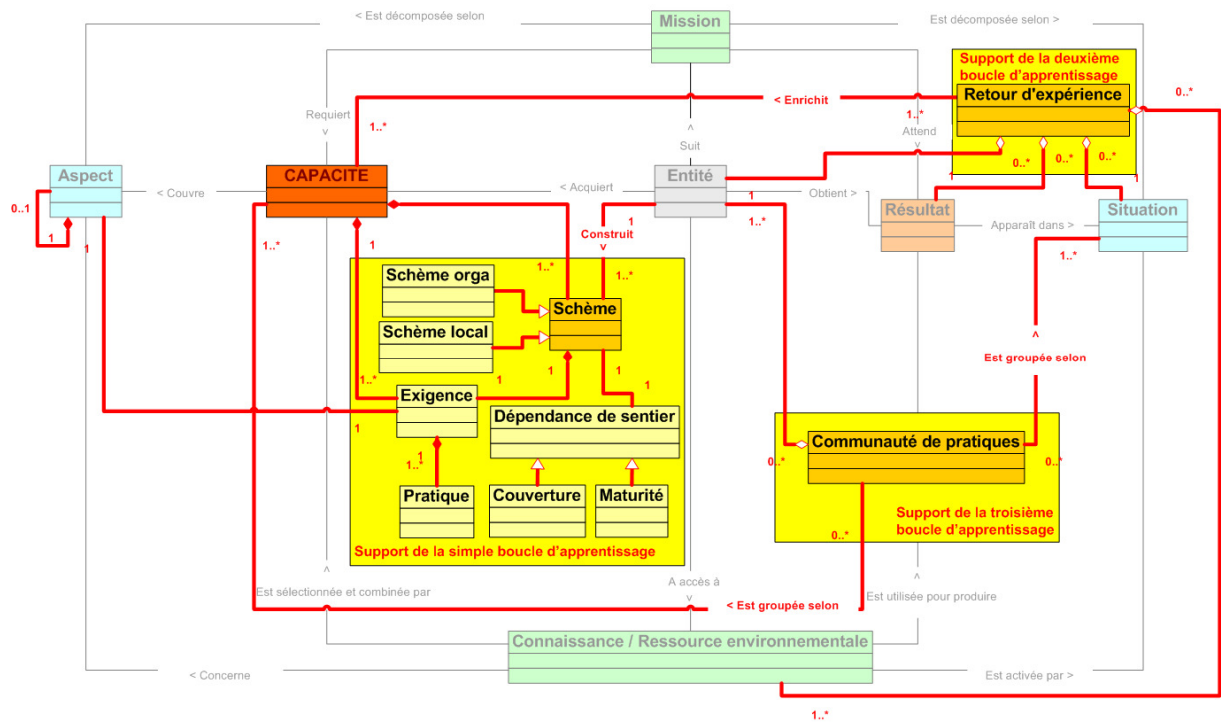 < Est décomposée selon
Mission
Est décomposée selon >
Support de la deuxième
boucle d'apprentissage
Retour d'expérience
0..*
< Enrichit
1..*
1..*
Requiert
v
Attend
v
^
Suit
0..*
0..*
0..*
Aspect
< Couvre
CAPACITE
< Acquiert
Entité
Obtient >
1
1
Résultat
Apparaît dans >
Situation
0..1
1
1
1..*
1
1
1
1..*
1..*
Construit
v
1..*
1..*
Schème orga
Schème
Schème local
^
Est groupée selon
1..*
1
1
1
1
Exigence
Dépendance de sentier
1
1
1..*
Communauté de pratiques
0..*
0..*
Pratique
Couverture
Maturité
Support de la simple boucle d'apprentissage
Support de la troisième
boucle d'apprentissage
0..*
^
Est sélectionnée et combinée par
A accès à
v
^
Est utilisée pour produire
< Est groupée selon
Connaissance / Ressource environnementale
< Concerne
Est activée par >
1..*